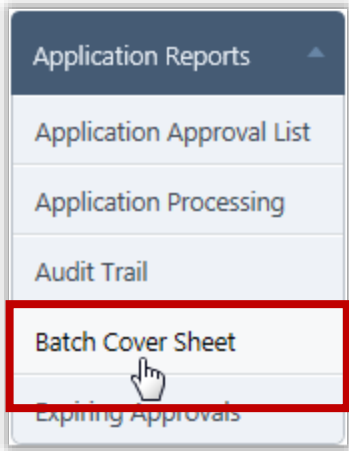 Application Reports
Application Approval List
Application Processing
Audit Trail
Batch Cover Sheet
Expiring Approvals